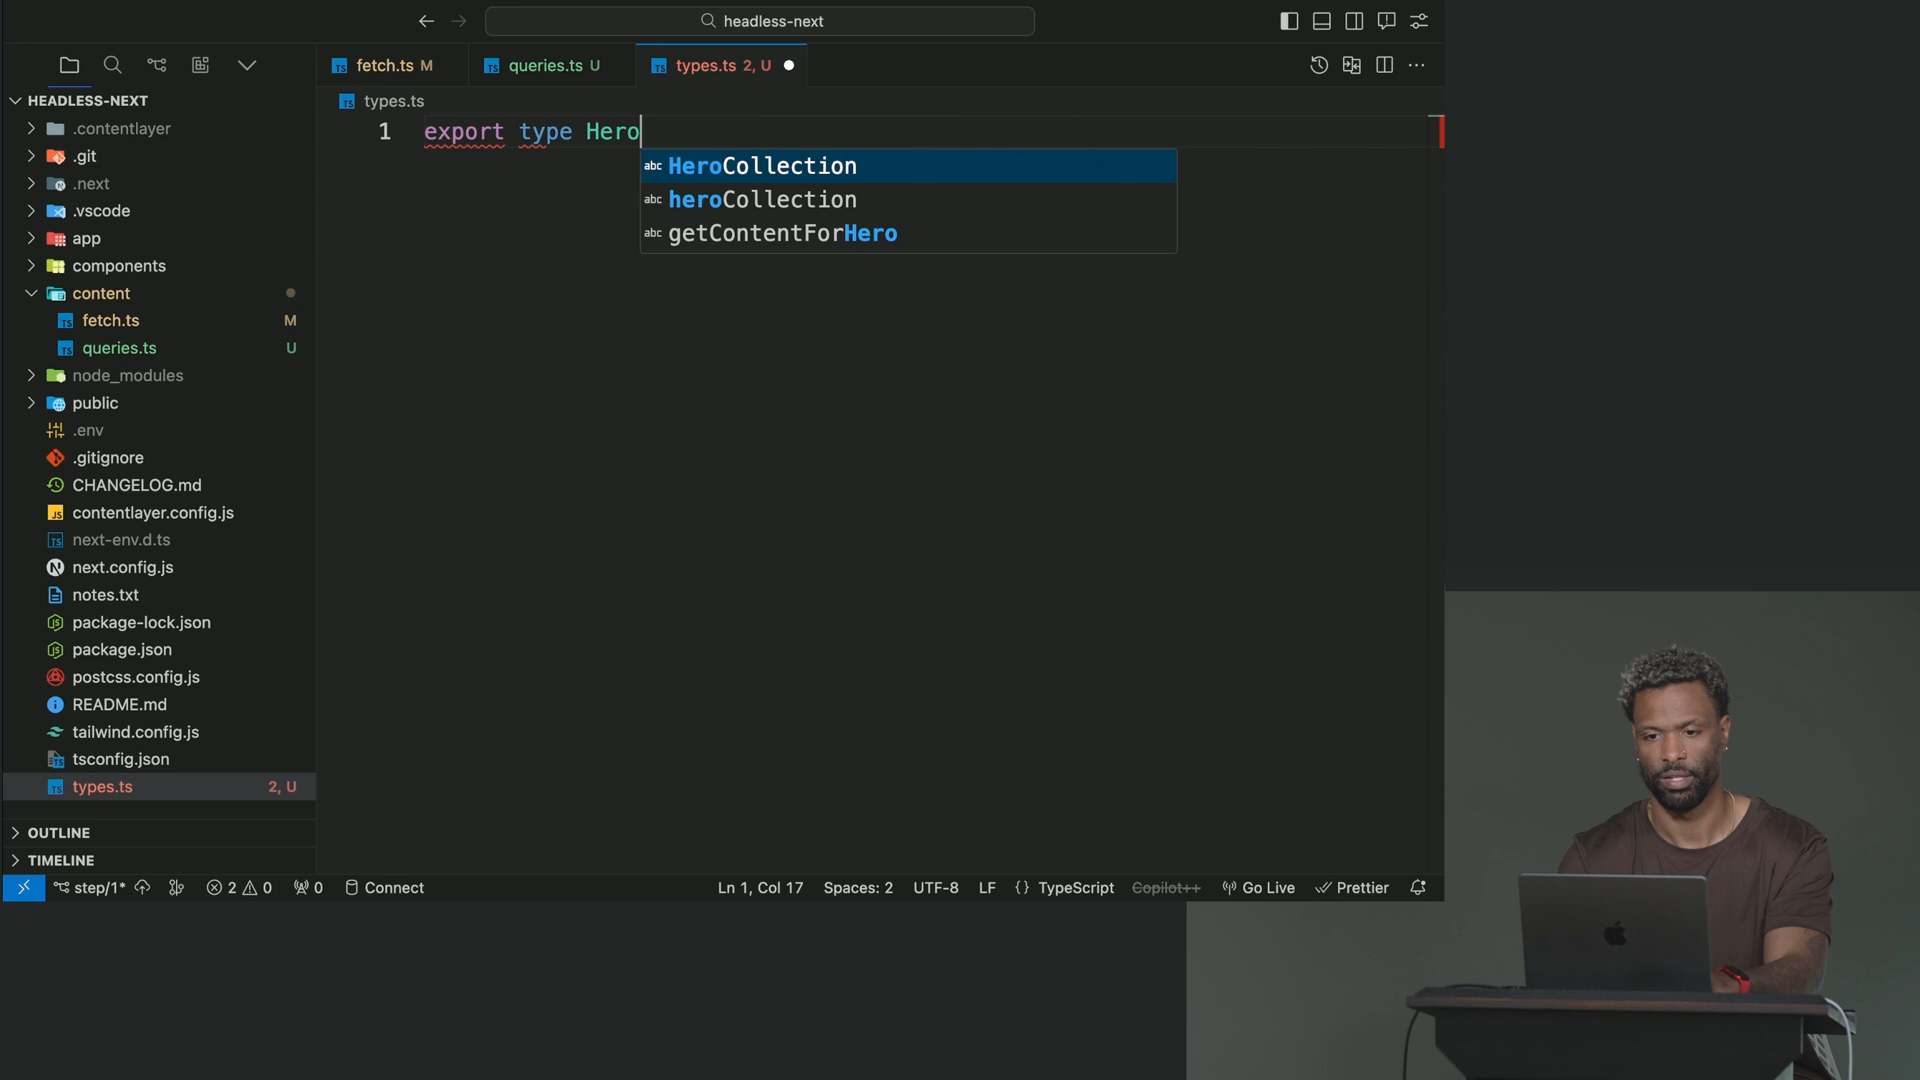 headless-next
fetch.ts M
queries.ts U
types.ts 2, U
HEADLESS-NEXT
types.ts
.contentlayer
1 export type Hero
.git
HeroCollection
.next
heroCollection
.vscode
getContentForHero
app
components
content
fetch.ts M
queries.ts U
node_modules
public
.env
.gitignore
CHANGELOG.md
contentlayer.config.js
next-env.d.ts
next.config.js
notes.txt
package-lock.json
package.json
postcss.config.js
README.md
tailwind.config.js
tsconfig.json
types.ts 2, U
OUTLINE
TIMELINE
step/1* 2 0 0 Connect Ln 1, Col 17 Spaces: 2 UTF-8 LF {} TypeScript Copilot++ Go Live Prettier